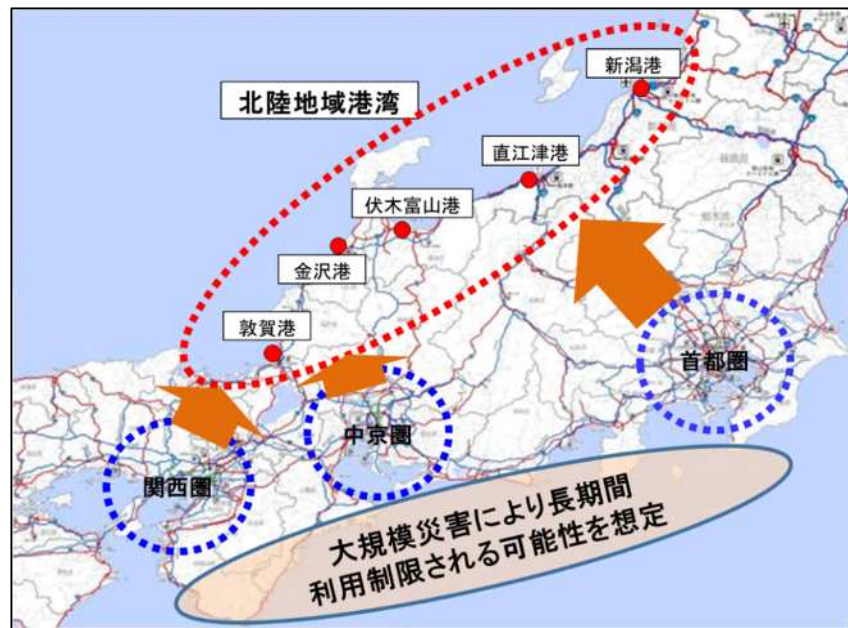 新潟港
北陸地域港湾
直江津港
伏木富山港
金沢港
敦賀港
首都圏
中京圏
関西圏
大規模災害により長期間
利用制限される可能性を想定